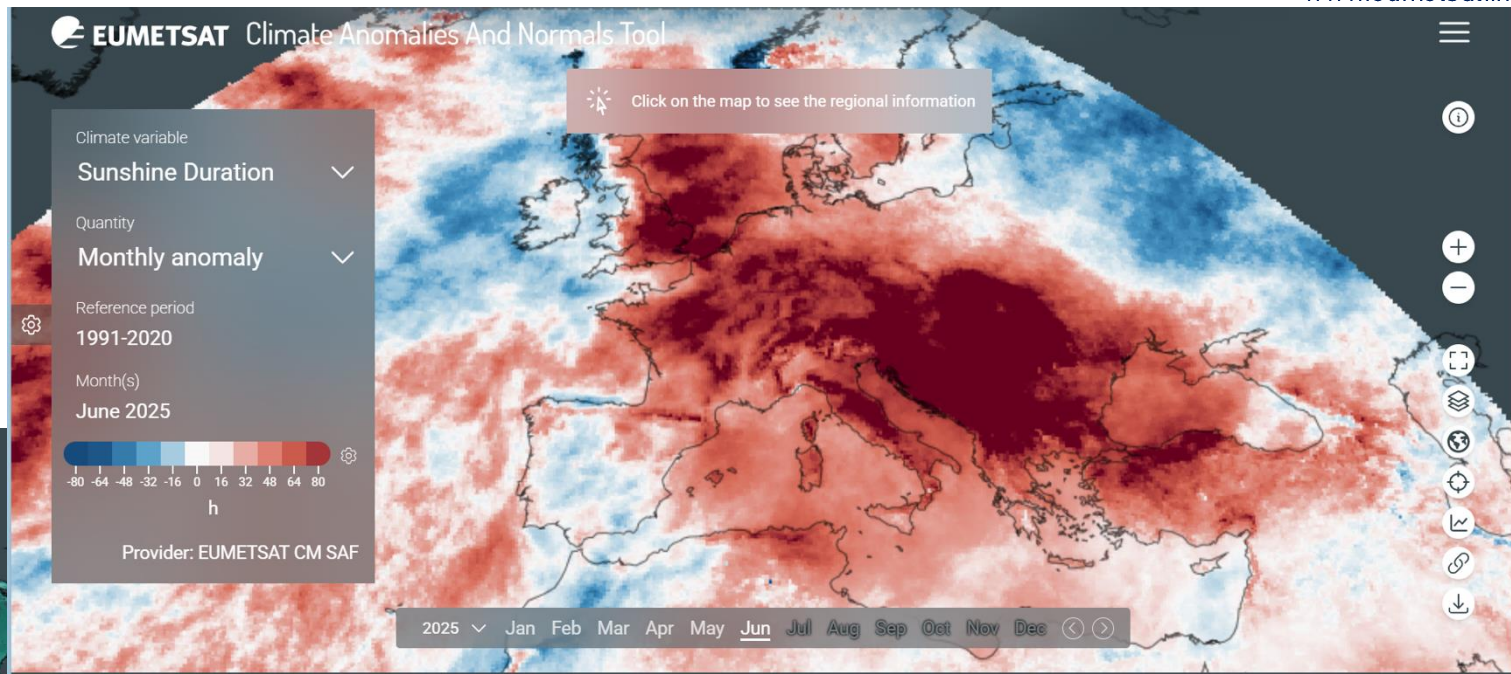 EUMETSAT Climate Anomalies And Normals Tool
Click on the map to see the regional information
Climate variable
Sunshine Duration
Quantity
Monthly anomaly
Reference period
1991-2020
Month(s)
June 2025
-80 -64 -48 -32 -16 0 16 32 48 64 80
h
Provider: EUMETSAT CM SAF
2025 Jan Feb Mar Apr May Jun Jul Aug Sep Oct Nov Dec